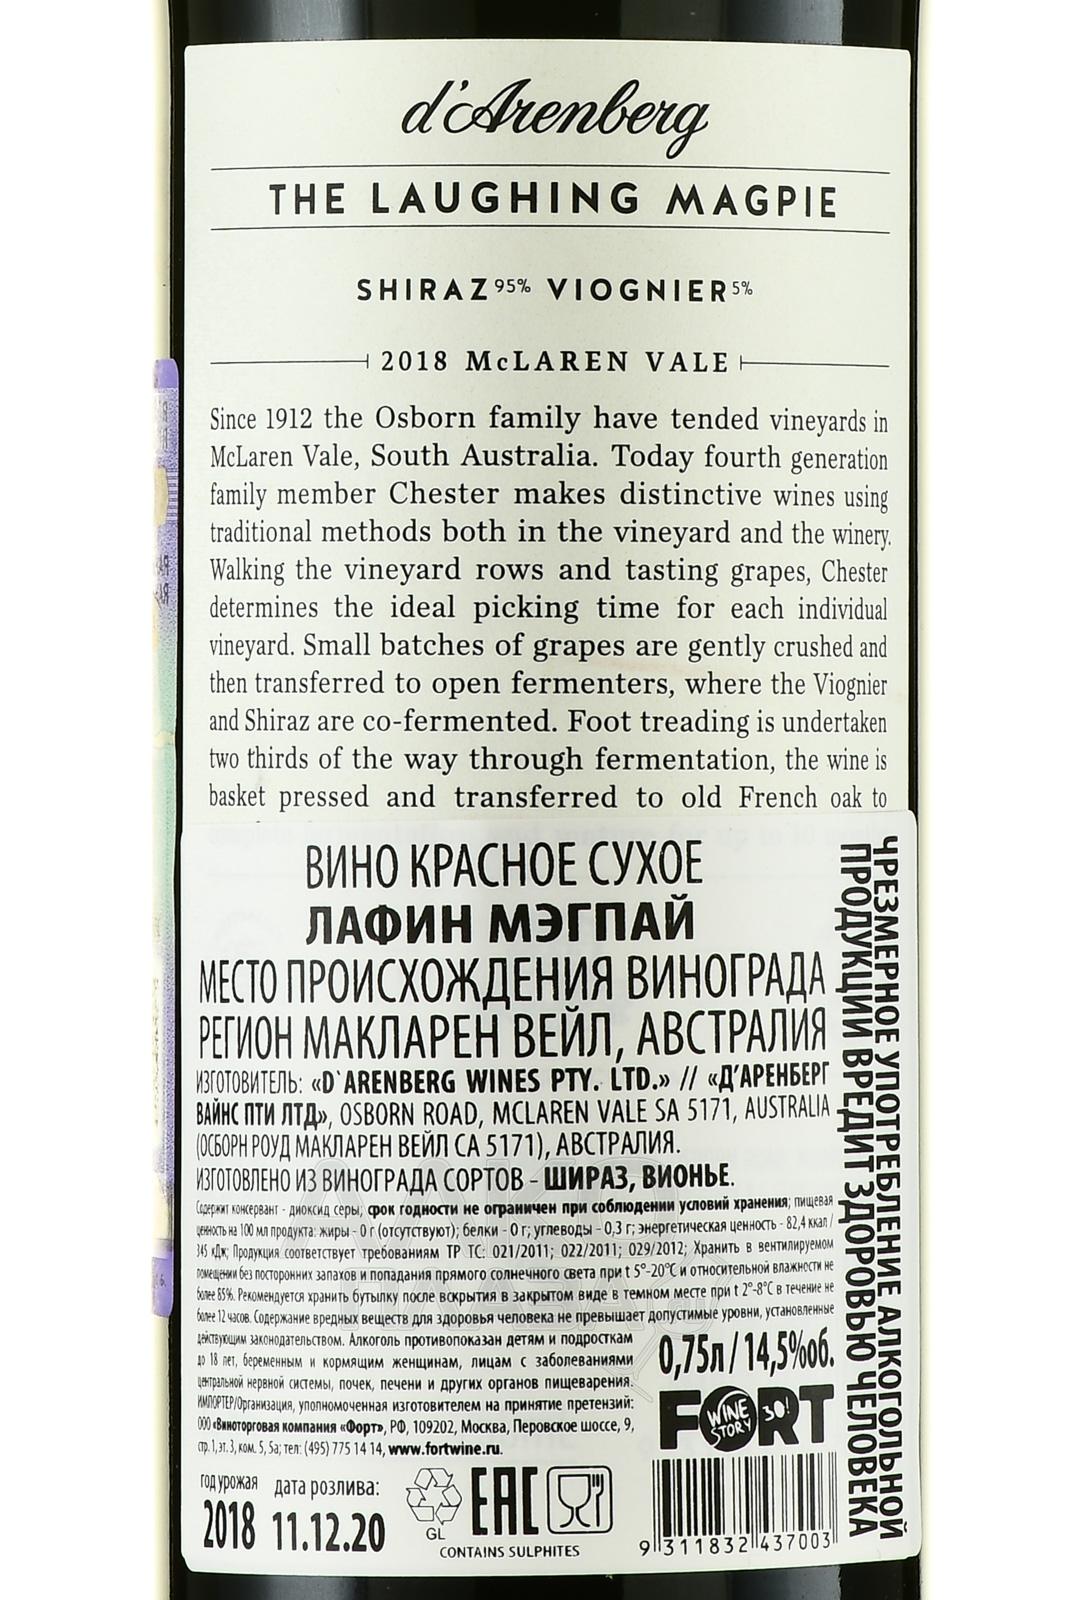 d'Arenberg
THE LAUGHING MAGPIE
SHIRAZ 95% VIOGNIER 5%
2018 McLAREN VALE
Since 1912 the Osborn family have tended vineyards in
McLaren Vale, South Australia. Today fourth generation
family member Chester makes distinctive wines using
traditional methods both in the vineyard and the winery.
Walking the vineyard rows and tasting grapes, Chester
determines the ideal picking time for each individual
vineyard. Small batches of grapes are gently crushed and
then transferred to open fermenters, where the Viognier
and Shiraz are co-fermented. Foot treading is undertaken
two thirds of the way through fermentation, the wine is
basket pressed and transferred to old French oak to
ВИНО КРАСНОЕ СУХОЕ
ЛАФИН МЭГПАЙ
МЕСТО ПРОИСХОЖДЕНИЯ ВИНОГРАДА
РЕГИОН МАКЛАРЕН ВЕЙЛ, АВСТРАЛИЯ
ИЗГОТОВИТЕЛЬ: «D`ARENBERG WINES PTY. LTD.» // «Д'АРЕНБЕРГ
ВАЙНС ПТИ ЛТД», OSBORN ROAD, MCLAREN VALE SA 5171, AUSTRALIA
(ОСБОРН РОУД МАКЛАРЕН ВЕЙЛ СА 5171), АВСТРАЛИЯ.
ИЗГОТОВЛЕНО ИЗ ВИНОГРАДА СОРТОВ - ШИРАЗ, ВИОНЬЕ.
Содержит консервант - диоксид серы; срок годности не ограничен при соблюдении условий хранения; пищевая
ценность на 100 мл продукта: жиры - 0 г (отсутствуют); белки - 0 г; углеводы - 0,3 г; энергетическая ценность - 82,4 ккал /
345 кДж; Продукция соответствует требованиям ТР ТС: 021/2011; 022/2011; 029/2012; Хранить в вентилируемом
помещении без посторонних запахов и попадания прямого солнечного света при t 5°-20°С и относительной влажности не
более 85%. Рекомендуется хранить бутылку после вскрытия в закрытом виде в темном месте при t 2°-8°С в течение не
более 12 часов. Содержание вредных веществ для здоровья человека не превышает допустимые уровни, установленные
действующим законодательством. Алкоголь противопоказан детям и подросткам
до 18 лет, беременным и кормящим женщинам, лицам с заболеваниями
центральной нервной системы, почек, печени и других органов пищеварения.
ИМПОРТЕР/Организация, уполномоченная изготовителем на принятие претензий:
ООО «Виноторговая компания «Форт», РФ, 109202, Москва, Перовское шоссе, 9,
стр. 1, эт. 3, ком. 5, 5а; тел: (495) 775 14 14, www.fortwine.ru.
0,75л / 14,5%об.
FORT
WINE STORY 30!
год урожая
2018
дата розлива:
11.12.20
GL
EAC
CONTAINS SULPHITES
9 311832 437003
ЧРЕЗМЕРНОЕ УПОТРЕБЛЕНИЕ АЛКОГОЛЬНОЙ
ПРОДУКЦИИ ВРЕДИТ ЗДОРОВЬЮ ЧЕЛОВЕКА
АЛКО
ПЛАЗА